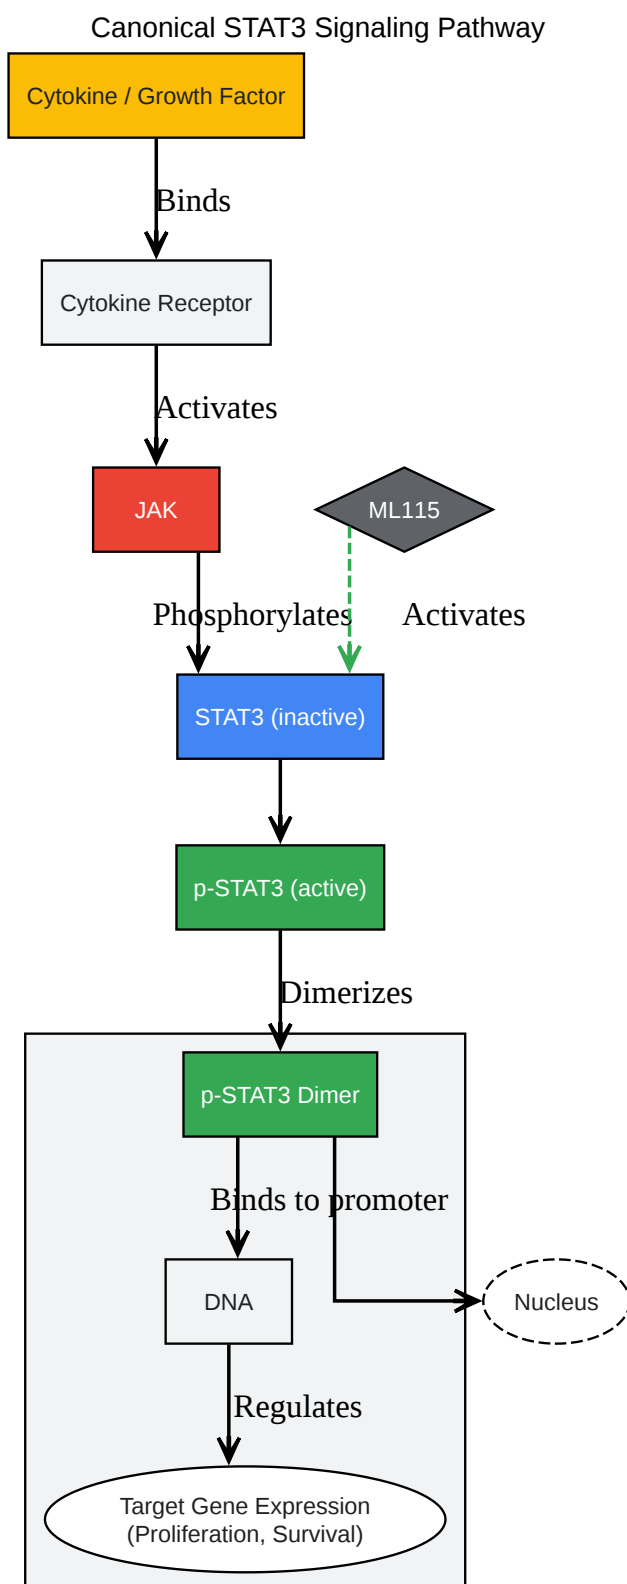 Canonical STAT3 Signaling Pathway
Cytokine / Growth Factor
Binds
Cytokine Receptor
Activates
JAK
ML115
Phosphorylates
Activates
STAT3 (inactive)
p-STAT3 (active)
Dimerizes
p-STAT3 Dimer
Binds to promoter
DNA
Nucleus
Regulates
Target Gene Expression
(Proliferation, Survival)